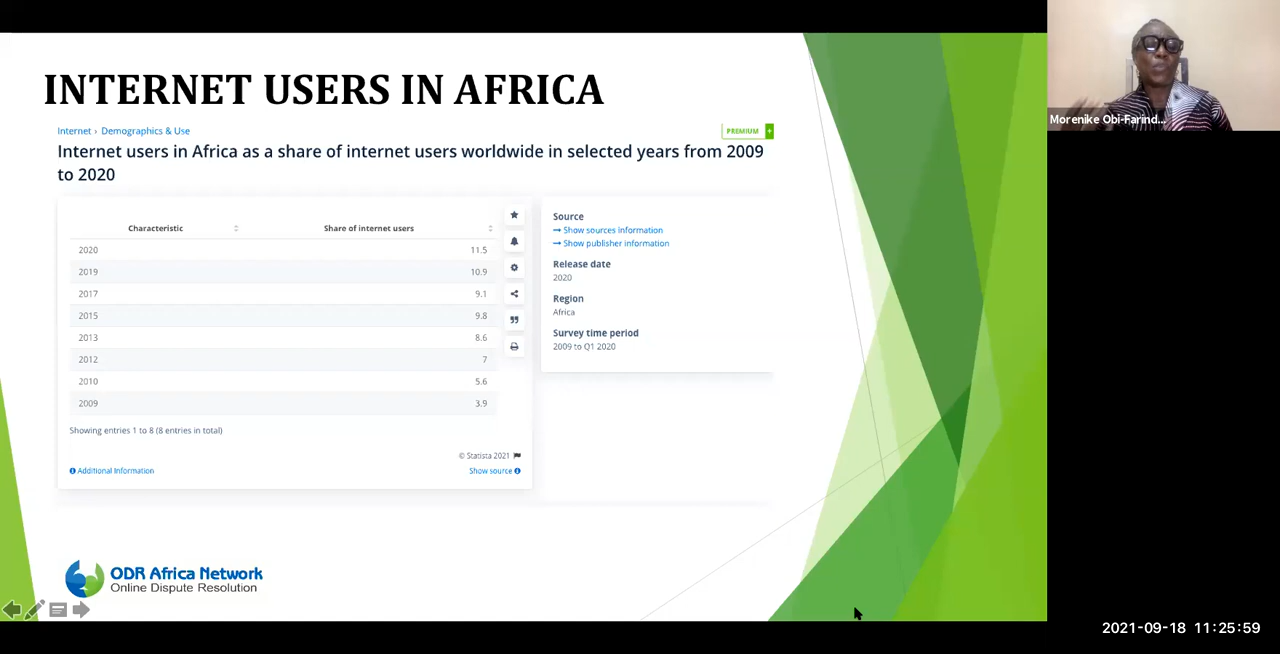 INTERNET USERS IN AFRICA
Internet › Demographics & Use
PREMIUM +
Internet users in Africa as a share of internet users worldwide in selected years from 2009
to 2020
Characteristic Share of internet users
2020 11.5
2019 10.9
2017 9.1
2015 9.8
2013 8.6
2012 7
2010 5.6
2009 3.9
Showing entries 1 to 8 (8 entries in total)
© Statista 2021
Additional Information Show source
Source
→ Show sources information
→ Show publisher information
Release date
2020
Region
Africa
Survey time period
2009 to Q1 2020
ODR Africa Network
Online Dispute Resolution
Morenike Obi-Farind...
2021-09-18 11:25:59